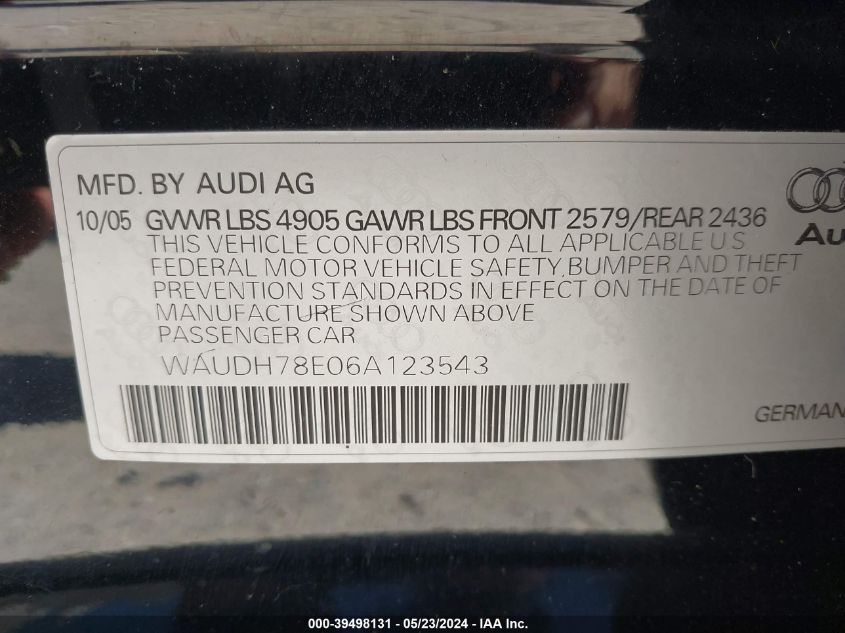 MFD. BY AUDI AG
10/05 GVWR LBS 4905 GAWR LBS FRONT 2579/REAR 2436
THIS VEHICLE CONFORMS TO ALL APPLICABLE U S
FEDERAL MOTOR VEHICLE SAFETY, BUMPER AND THEFT
PREVENTION STANDARDS IN EFFECT ON THE DATE OF
MANUFACTURE SHOWN ABOVE
PASSENGER CAR
WAUDH78E06A123543
Au
GERMAN
000-39498131 - 05/23/2024 - IAA Inc.